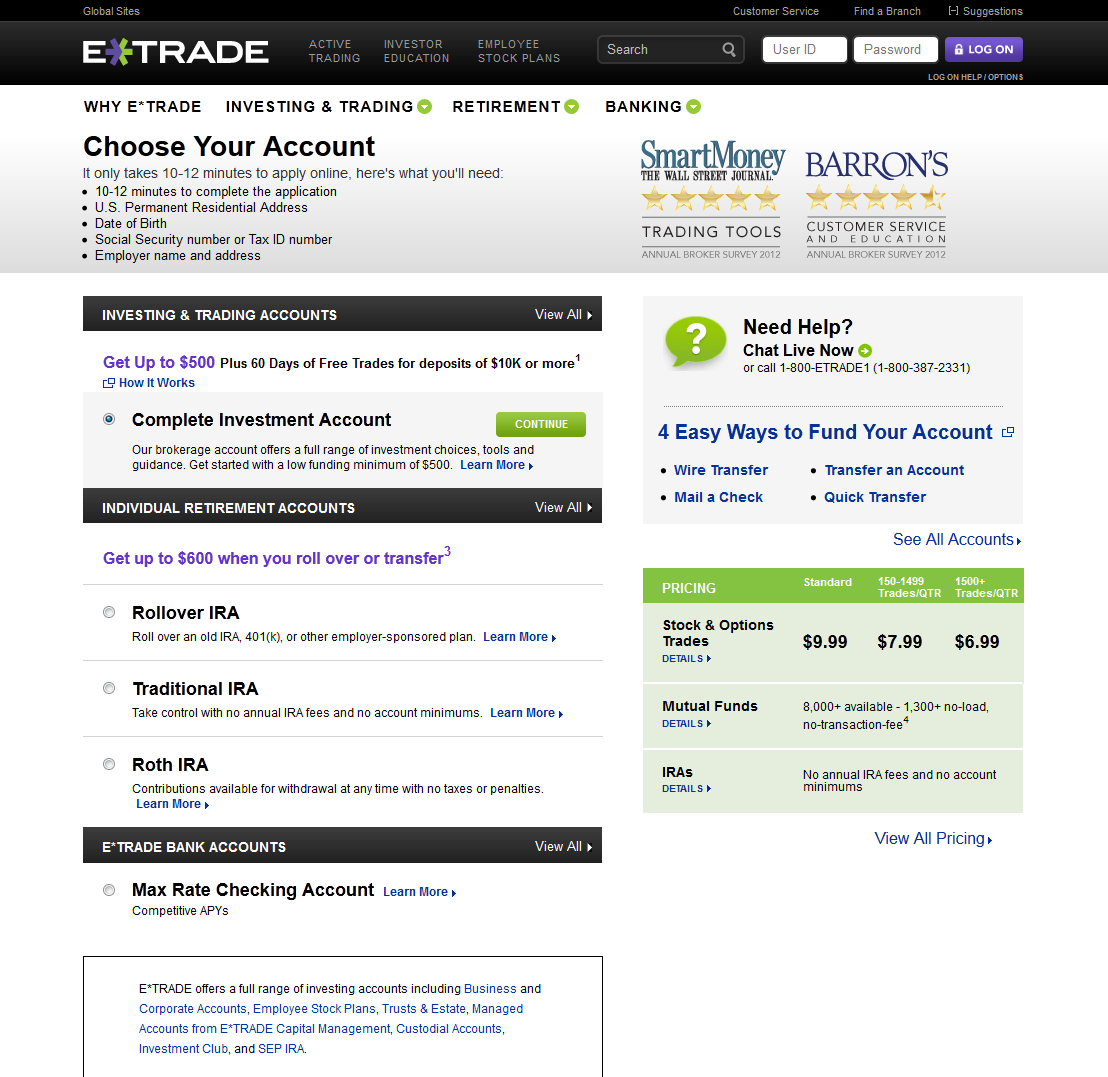 Global Sites
Customer Service
Find a Branch
[-] Suggestions
E*TRADE
ACTIVE
TRADING
INVESTOR
EDUCATION
EMPLOYEE
STOCK PLANS
Search
User ID
Password
LOG ON
LOG ON HELP / OPTIONS
WHY E*TRADE
INVESTING & TRADING
RETIREMENT
BANKING
Choose Your Account
It only takes 10-12 minutes to apply online, here's what you'll need:
• 10-12 minutes to complete the application
• U.S. Permanent Residential Address
• Date of Birth
• Social Security number or Tax ID number
• Employer name and address
SmartMoney
THE WALL STREET JOURNAL.
TRADING TOOLS
ANNUAL BROKER SURVEY 2012
BARRON'S
CUSTOMER SERVICE
AND EDUCATION
ANNUAL BROKER SURVEY 2012
INVESTING & TRADING ACCOUNTS
View All
Get Up to $500 Plus 60 Days of Free Trades for deposits of $10K or more1
How It Works
Complete Investment Account
CONTINUE
Our brokerage account offers a full range of investment choices, tools and
guidance. Get started with a low funding minimum of $500. Learn More
INDIVIDUAL RETIREMENT ACCOUNTS
View All
Get up to $600 when you roll over or transfer3
Rollover IRA
Roll over an old IRA, 401(k), or other employer-sponsored plan. Learn More
Traditional IRA
Take control with no annual IRA fees and no account minimums. Learn More
Roth IRA
Contributions available for withdrawal at any time with no taxes or penalties.
Learn More
E*TRADE BANK ACCOUNTS
View All
Max Rate Checking Account Learn More
Competitive APYs
E*TRADE offers a full range of investing accounts including Business and
Corporate Accounts, Employee Stock Plans, Trusts & Estate, Managed
Accounts from E*TRADE Capital Management, Custodial Accounts,
Investment Club, and SEP IRA.
?
Need Help?
Chat Live Now
or call 1-800-ETRADE1 (1-800-387-2331)
4 Easy Ways to Fund Your Account
• Wire Transfer
• Transfer an Account
• Mail a Check
• Quick Transfer
See All Accounts
PRICING
Standard
150-1499
Trades/QTR
1500+
Trades/QTR
Stock & Options
Trades
DETAILS
$9.99
$7.99
$6.99
Mutual Funds
DETAILS
8,000+ available - 1,300+ no-load,
no-transaction-fee4
IRAs
DETAILS
No annual IRA fees and no account
minimums
View All Pricing